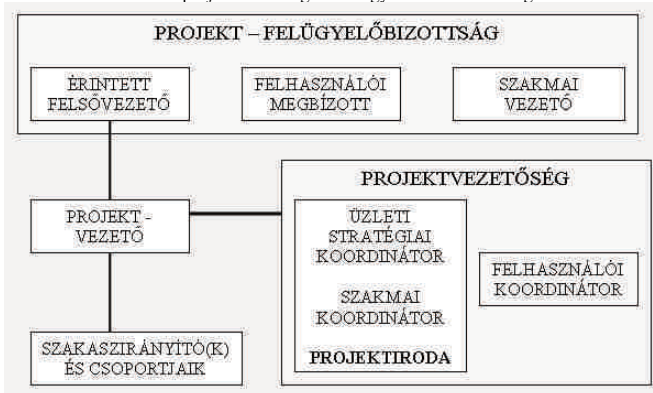 PROJEKT – FELÜGYELŐBIZOTTSÁG
ÉRINTETT
FELSŐVEZETŐ
FELHASZNÁLÓI
MEGBÍZOTT
SZAKMAI
VEZETŐ
PROJEKT -
VEZETŐ
PROJEKTVEZETŐSÉG
ÜZLETI
STRATÉGIAI
KOORDINÁTOR
SZAKMAI
KOORDINÁTOR
PROJEKTIRODA
FELHASZNÁLÓI
KOORDINÁTOR
SZAKASZIRÁNYÍTÓ(K)
ÉS CSOPORTJAIK